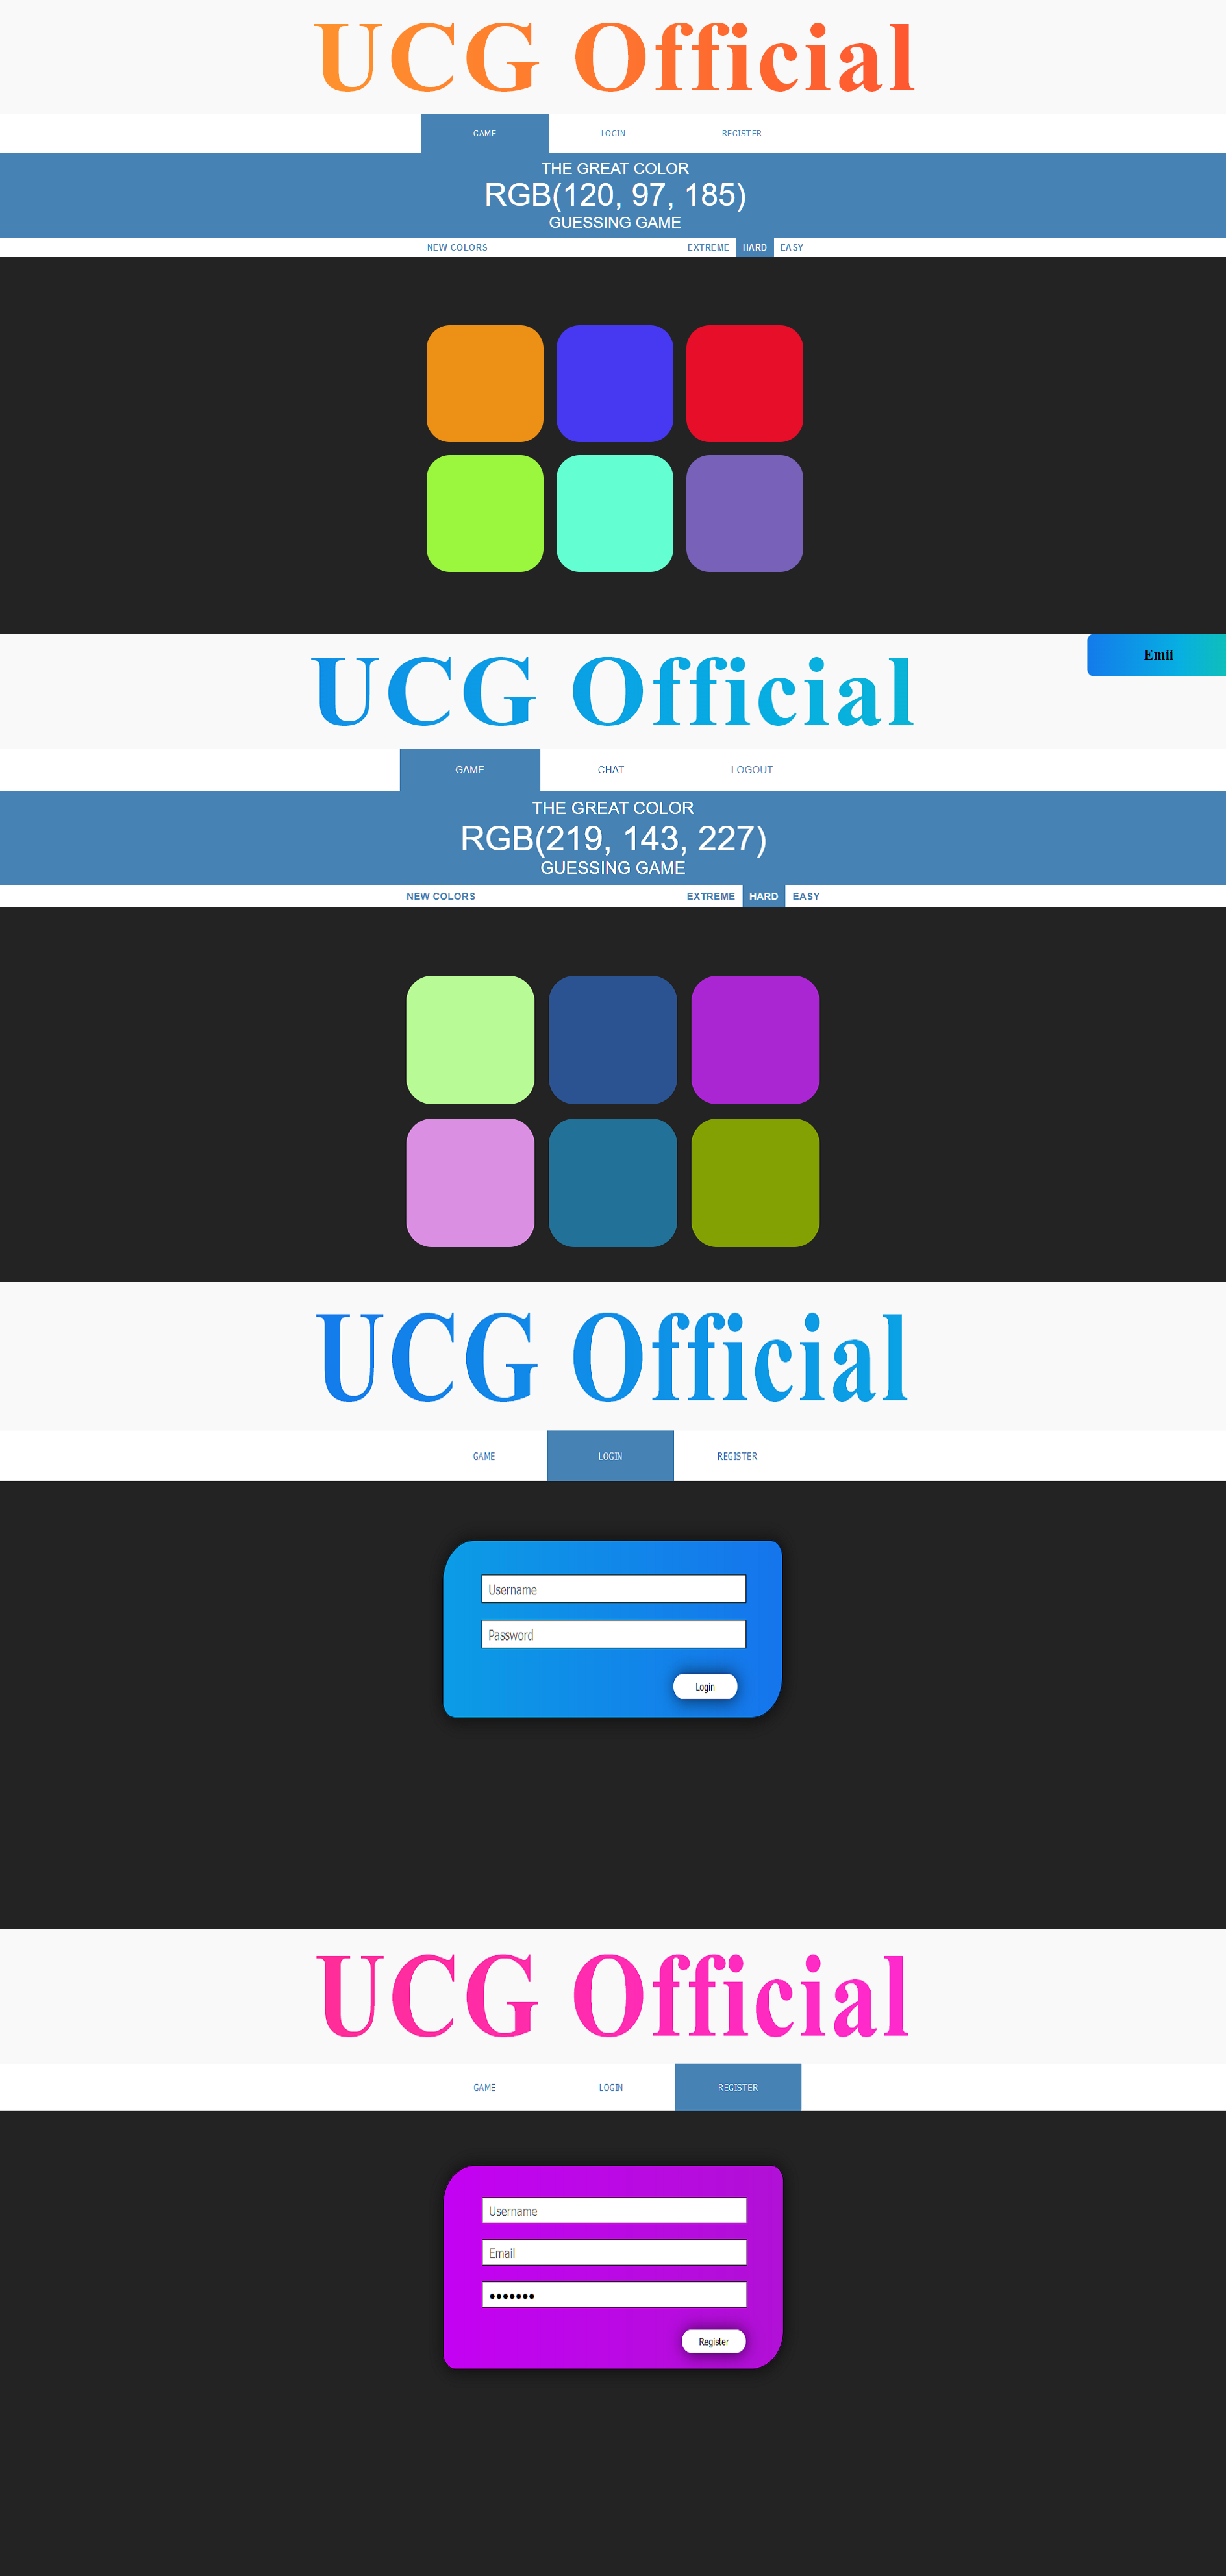 UCG Official
GAME LOGIN REGISTER
THE GREAT COLOR
RGB(120, 97, 185)
GUESSING GAME
NEW COLORS EXTREME HARD EASY
Emii
UCG Official
GAME CHAT LOGOUT
THE GREAT COLOR
RGB(219, 143, 227)
GUESSING GAME
NEW COLORS EXTREME HARD EASY
UCG Official
GAME LOGIN REGISTER
Username
Password
Login
UCG Official
GAME LOGIN REGISTER
Username
Email
•••••••
Register